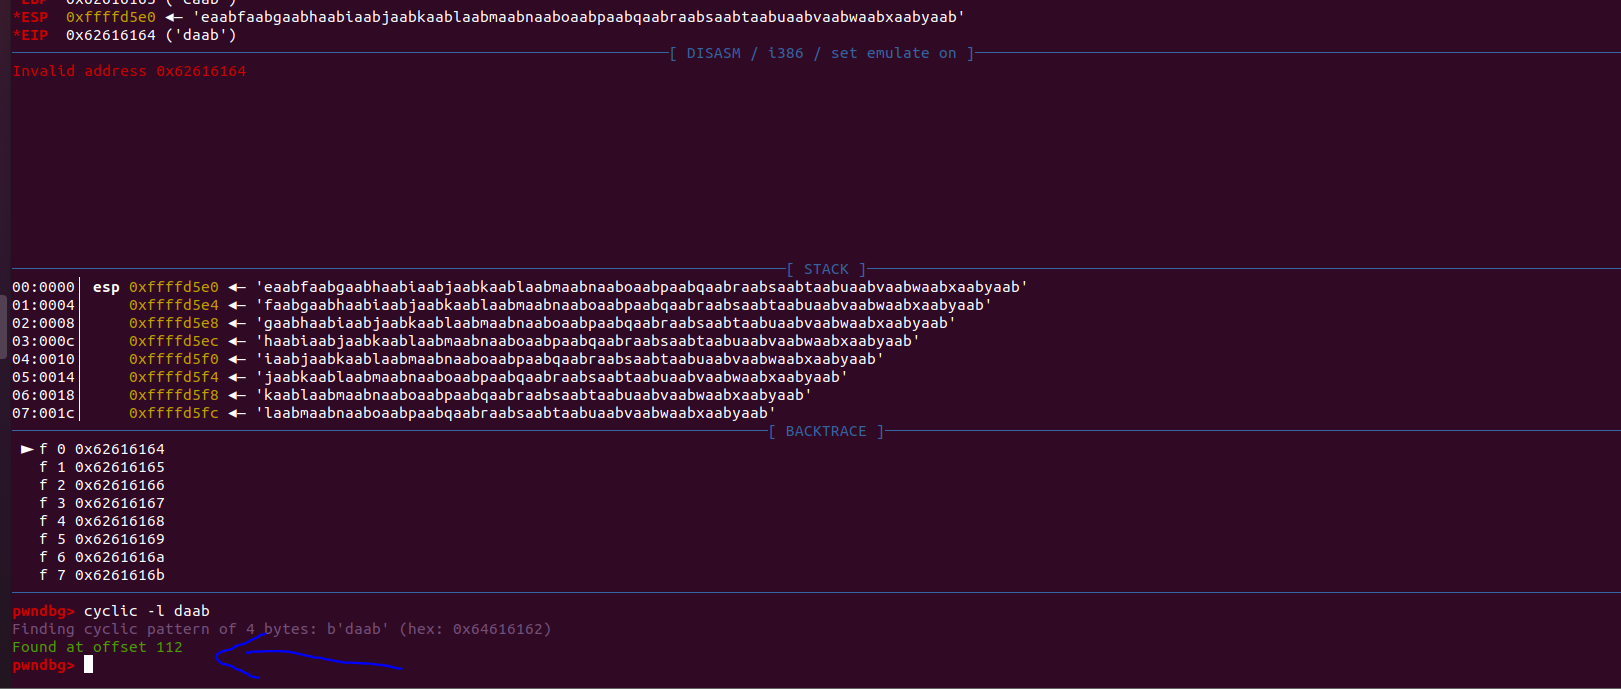 *EBP  0x62616163 ('caab')
*ESP  0xffffd5e0 ◂— 'eaabfaabgaabhaabiaabjaabkaablaabmaabnaaboaabpaabqaabraabsaabtaabuaabvaabwaabxaabyaab'
*EIP  0x62616164 ('daab')
[ DISASM / i386 / set emulate on ]
Invalid address 0x62616164
[ STACK ]
00:0000│ esp 0xffffd5e0 ◂— 'eaabfaabgaabhaabiaabjaabkaablaabmaabnaaboaabpaabqaabraabsaabtaabuaabvaabwaabxaabyaab'
01:0004│     0xffffd5e4 ◂— 'faabgaabhaabiaabjaabkaablaabmaabnaaboaabpaabqaabraabsaabtaabuaabvaabwaabxaabyaab'
02:0008│     0xffffd5e8 ◂— 'gaabhaabiaabjaabkaablaabmaabnaaboaabpaabqaabraabsaabtaabuaabvaabwaabxaabyaab'
03:000c│     0xffffd5ec ◂— 'haabiaabjaabkaablaabmaabnaaboaabpaabqaabraabsaabtaabuaabvaabwaabxaabyaab'
04:0010│     0xffffd5f0 ◂— 'iaabjaabkaablaabmaabnaaboaabpaabqaabraabsaabtaabuaabvaabwaabxaabyaab'
05:0014│     0xffffd5f4 ◂— 'jaabkaablaabmaabnaaboaabpaabqaabraabsaabtaabuaabvaabwaabxaabyaab'
06:0018│     0xffffd5f8 ◂— 'kaablaabmaabnaaboaabpaabqaabraabsaabtaabuaabvaabwaabxaabyaab'
07:001c│     0xffffd5fc ◂— 'laabmaabnaaboaabpaabqaabraabsaabtaabuaabvaabwaabxaabyaab'
[ BACKTRACE ]
► f 0 0x62616164
f 1 0x62616165
f 2 0x62616166
f 3 0x62616167
f 4 0x62616168
f 5 0x62616169
f 6 0x6261616a
f 7 0x6261616b
pwndbg> cyclic -l daab
Finding cyclic pattern of 4 bytes: b'daab' (hex: 0x64616162)
Found at offset 112
pwndbg>